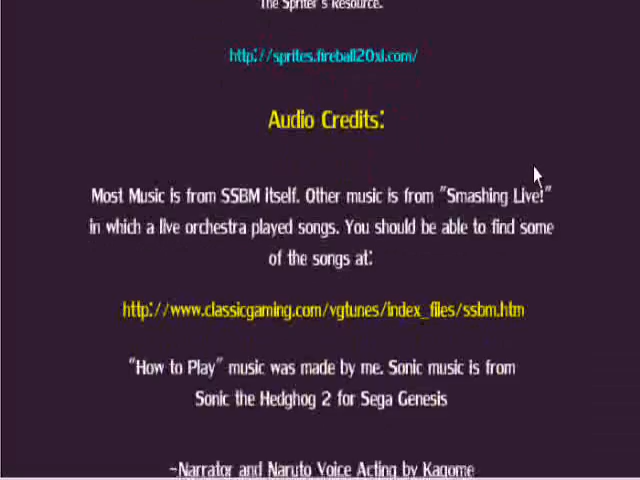 The Spriter's Resource.
http://sprites.fireball20xl.com/
Audio Credits:
Most Music is from SSBM itself. Other music is from "Smashing Live!"
in which a live orchestra played songs. You should be able to find some
of the songs at:
http://www.classicgaming.com/vgtunes/index_files/ssbm.htm
"How to Play" music was made by me. Sonic music is from
Sonic the Hedghog 2 for Sega Genesis
~Narrator and Naruto Voice Acting by Kagome